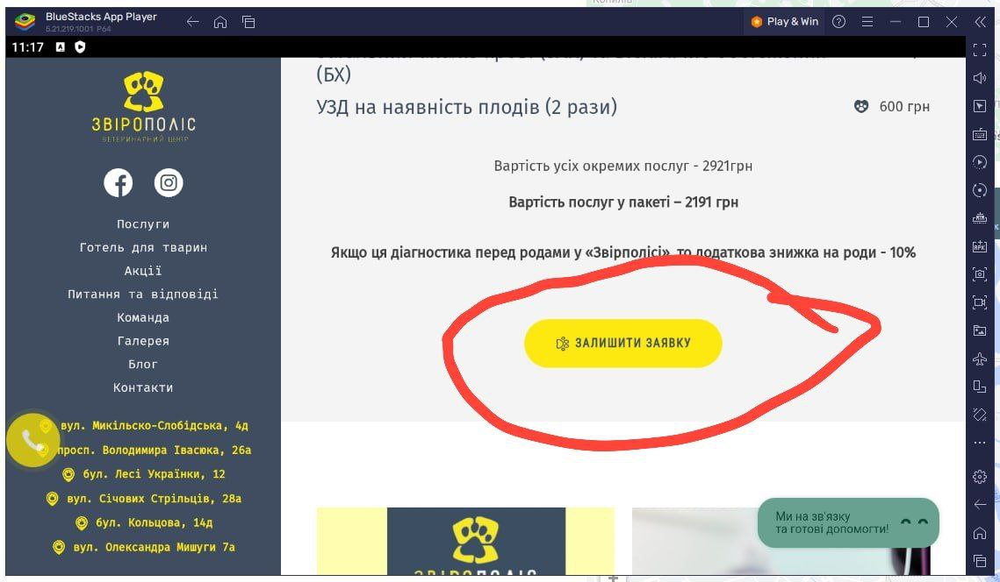 BlueStacks App Player
5.21.219.1001 P64
Play & Win
11:17
ЗВІРОПОЛІС
ВЕТЕРИНАРНИЙ ЦЕНТР
Послуги
Готель для тварин
Акції
Питання та відповіді
Команда
Галерея
Блог
Контакти
вул. Микільско-Слобідська, 4д
просп. Володимира Івасюка, 26а
бул. Лесі Українки, 12
вул. Січових Стрільців, 28а
бул. Кольцова, 14д
вул. Олександра Мишуги 7а
(БХ)
УЗД на наявність плодів (2 рази)
600 грн
Вартість усіх окремих послуг - 2921грн
Вартість послуг у пакеті – 2191 грн
Якщо ця діагностика перед родами у «Звірполісі», то додаткова знижка на роди - 10%
ЗАЛИШИТИ ЗАЯВКУ
Ми на зв'язку
та готові допомогти!
ЗВІРОПОЛІС